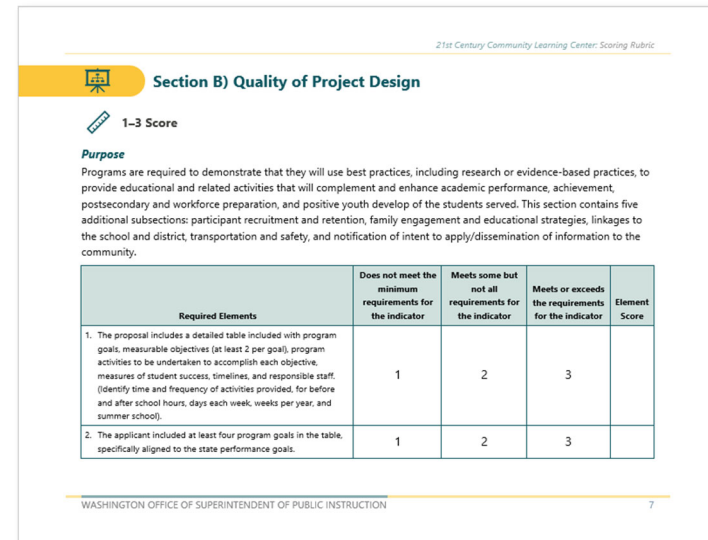 21st Century Community Learning Center: Scoring Rubric
Section B) Quality of Project Design
1–3 Score
Purpose
Programs are required to demonstrate that they will use best practices, including research or evidence-based practices, to
provide educational and related activities that will complement and enhance academic performance, achievement,
postsecondary and workforce preparation, and positive youth develop of the students served. This section contains five
additional subsections: participant recruitment and retention, family engagement and educational strategies, linkages to
the school and district, transportation and safety, and notification of intent to apply/dissemination of information to the
community.
Required Elements
Does not meet the
minimum
requirements for
the indicator
Meets some but
not all
requirements for
the indicator
Meets or exceeds
the requirements
for the indicator
Element
Score
1. The proposal includes a detailed table included with program
goals, measurable objectives (at least 2 per goal), program
activities to be undertaken to accomplish each objective,
measures of student success, timelines, and responsible staff.
(Identify time and frequency of activities provided, for before
and after school hours, days each week, weeks per year, and
summer school).
1
2
3
2. The applicant included at least four program goals in the table,
specifically aligned to the state performance goals.
1
2
3
WASHINGTON OFFICE OF SUPERINTENDENT OF PUBLIC INSTRUCTION
7